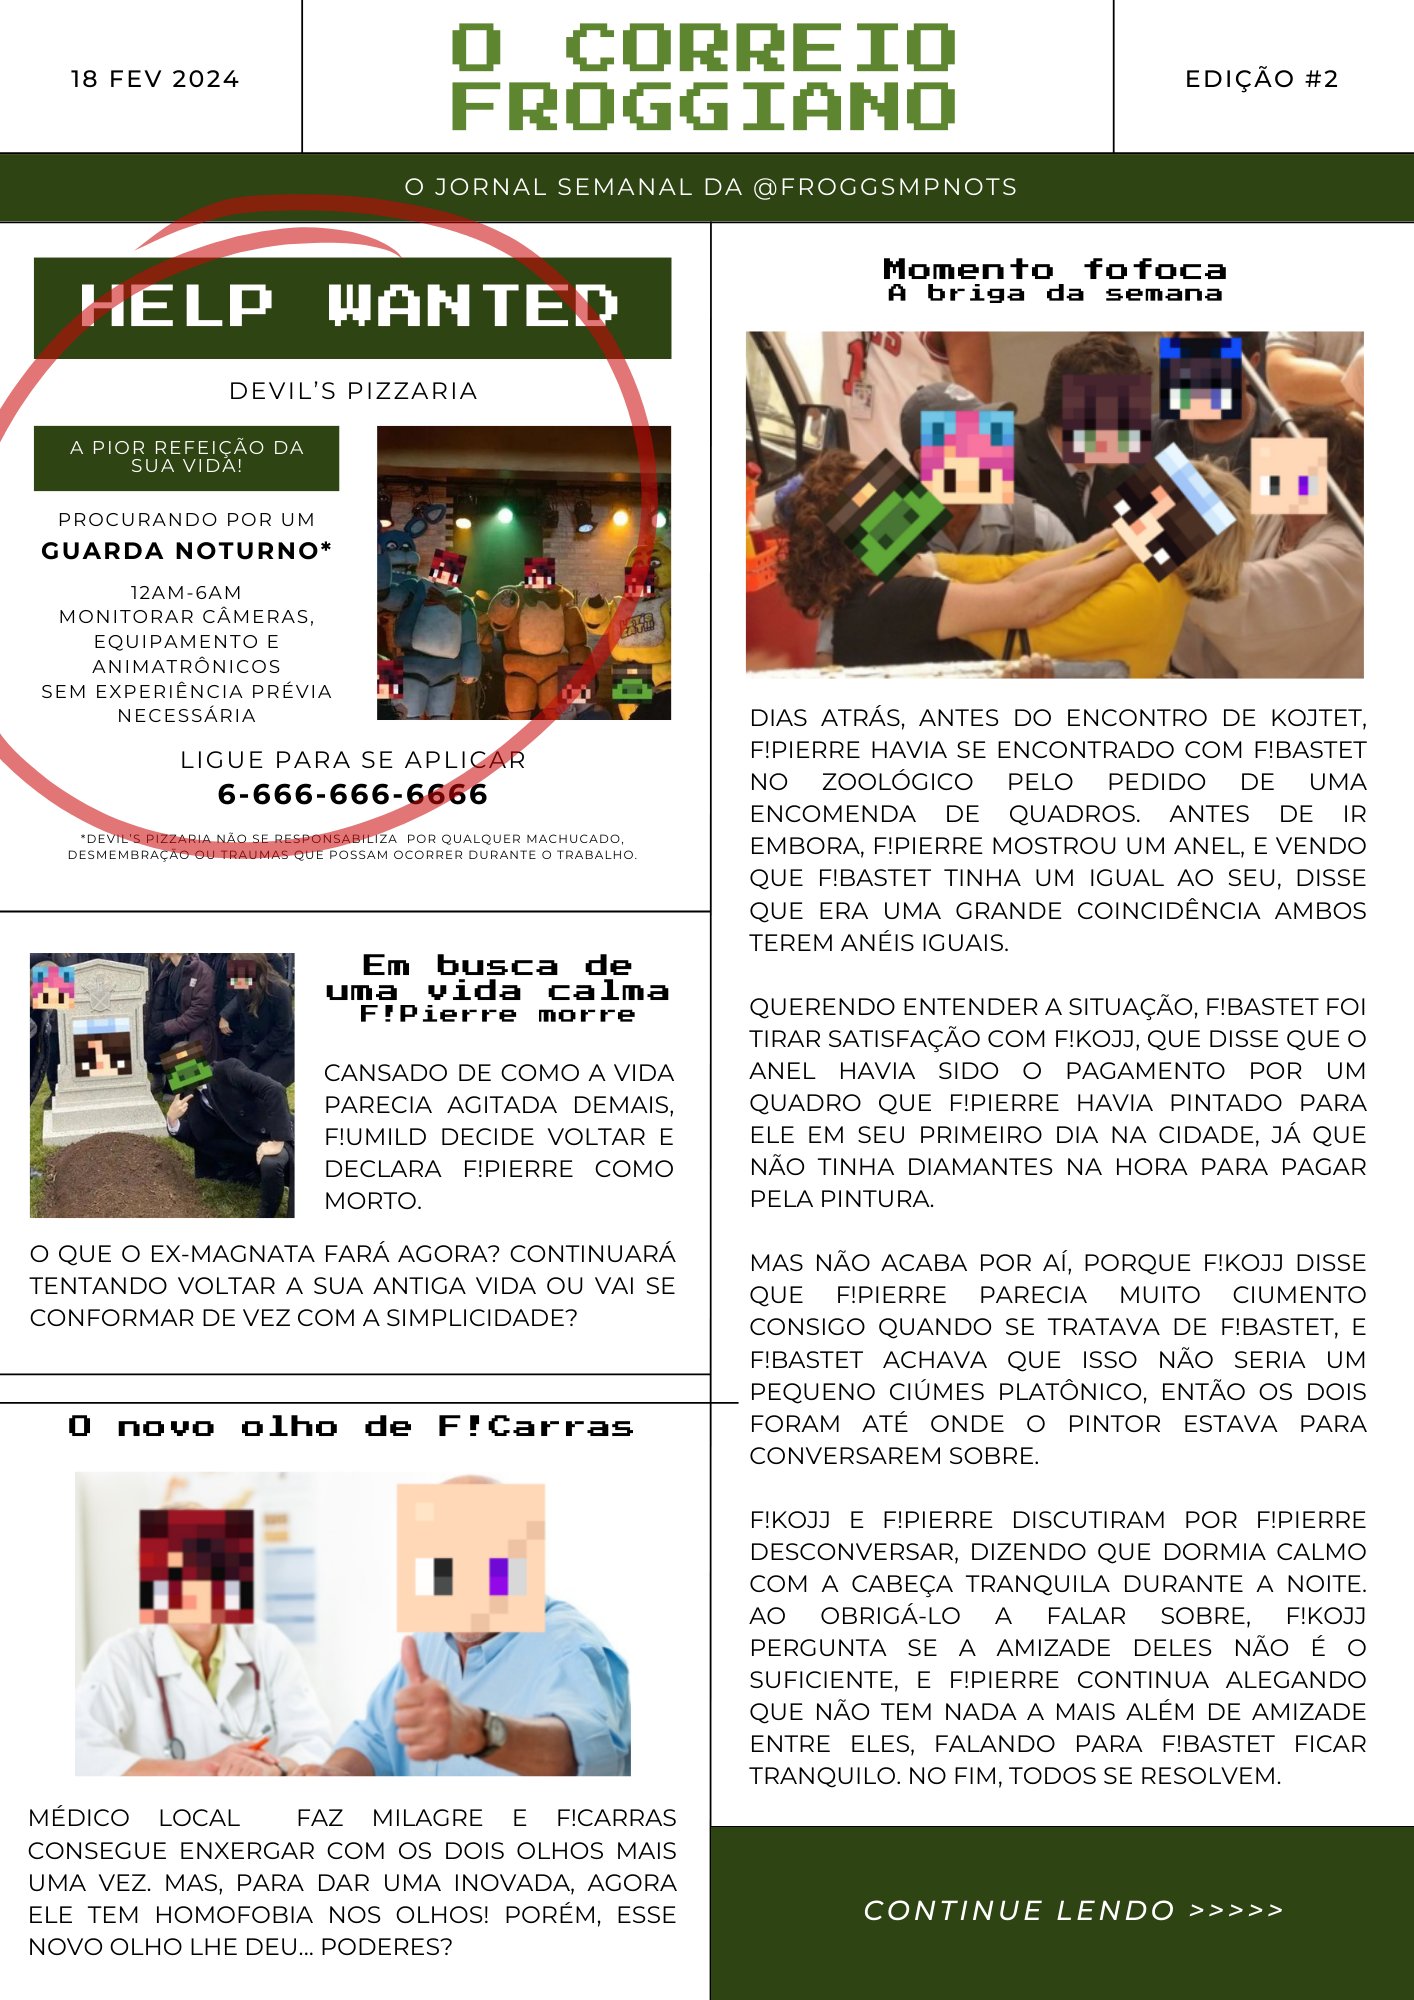 18 FEV 2024
O CORREIO
FROGGIANO
EDIÇÃO #2
O JORNAL SEMANAL DA @FROGGSMPNOTS
HELP WANTED
DEVIL'S PIZZARIA
A PIOR REFEIÇÃO DA
SUA VIDA!
PROCURANDO POR UM
GUARDA NOTURNO*
12AM-6AM
MONITORAR CÂMERAS,
EQUIPAMENTO E
ANIMATRÔNICOS
SEM EXPERIÊNCIA PRÉVIA
NECESSÁRIA
LET'S EAT!!!
LIGUE PARA SE APLICAR
6-666-666-6666
*DEVIL'S PIZZARIA NÃO SE RESPONSABILIZA POR QUALQUER MACHUCADO,
DESMEMBRAÇÃO OU TRAUMAS QUE POSSAM OCORRER DURANTE O TRABALHO.
Em busca de
uma vida calma
F!Pierre morre
CANSADO DE COMO A VIDA
PARECIA AGITADA DEMAIS,
F!UMILD DECIDE VOLTAR E
DECLARA F!PIERRE COMO
MORTO.
O QUE O EX-MAGNATA FARÁ AGORA? CONTINUARÁ
TENTANDO VOLTAR A SUA ANTIGA VIDA OU VAI SE
CONFORMAR DE VEZ COM A SIMPLICIDADE?
O novo olho de F!Carras
MÉDICO LOCAL FAZ MILAGRE E F!CARRAS
CONSEGUE ENXERGAR COM OS DOIS OLHOS MAIS
UMA VEZ. MAS, PARA DAR UMA INOVADA, AGORA
ELE TEM HOMOFOBIA NOS OLHOS! PORÉM, ESSE
NOVO OLHO LHE DEU... PODERES?
Momento fofoca
A briga da semana
DIAS ATRÁS, ANTES DO ENCONTRO DE KOJTET,
F!PIERRE HAVIA SE ENCONTRADO COM F!BASTET
NO ZOOLÓGICO PELO PEDIDO DE UMA
ENCOMENDA DE QUADROS. ANTES DE IR
EMBORA, F!PIERRE MOSTROU UM ANEL, E VENDO
QUE F!BASTET TINHA UM IGUAL AO SEU, DISSE
QUE ERA UMA GRANDE COINCIDÊNCIA AMBOS
TEREM ANÉIS IGUAIS.
QUERENDO ENTENDER A SITUAÇÃO, F!BASTET FOI
TIRAR SATISFAÇÃO COM F!KOJJ, QUE DISSE QUE O
ANEL HAVIA SIDO O PAGAMENTO POR UM
QUADRO QUE F!PIERRE HAVIA PINTADO PARA
ELE EM SEU PRIMEIRO DIA NA CIDADE, JÁ QUE
NÃO TINHA DIAMANTES NA HORA PARA PAGAR
PELA PINTURA.
MAS NÃO ACABA POR AÍ, PORQUE F!KOJJ DISSE
QUE F!PIERRE PARECIA MUITO CIUMENTO
CONSIGO QUANDO SE TRATAVA DE F!BASTET, E
F!BASTET ACHAVA QUE ISSO NÃO SERIA UM
PEQUENO CIÚMES PLATÔNICO, ENTÃO OS DOIS
FORAM ATÉ ONDE O PINTOR ESTAVA PARA
CONVERSAREM SOBRE.
F!KOJJ E F!PIERRE DISCUTIRAM POR F!PIERRE
DESCONVERSAR, DIZENDO QUE DORMIA CALMO
COM A CABEÇA TRANQUILA DURANTE A NOITE.
AO OBRIGÁ-LO A FALAR SOBRE, F!KOJJ
PERGUNTA SE A AMIZADE DELES NÃO É O
SUFICIENTE, E F!PIERRE CONTINUA ALEGANDO
QUE NÃO TEM NADA A MAIS ALÉM DE AMIZADE
ENTRE ELES, FALANDO PARA F!BASTET FICAR
TRANQUILO. NO FIM, TODOS SE RESOLVEM.
CONTINUE LENDO >>>>>